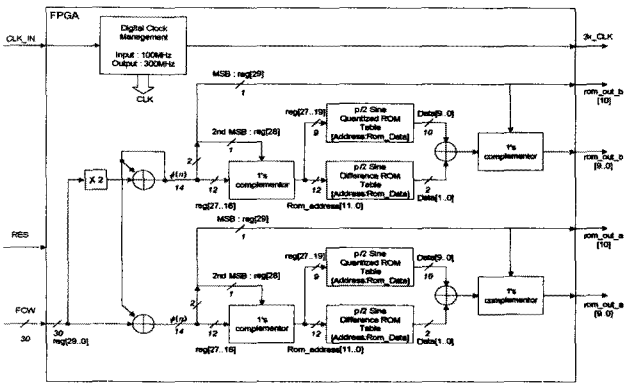 FPGA
CLK_IN
Digital Clock
Management
Input : 100MHz
Output : 300MHz
CLK
3x_CLK
MSB : reg[29]
1
rom_out_b
[10]
reg[27..19]
9
p/2 Sine
Quantized ROM
Table
[Address:Rom_Data]
Data[9..0]
10
2nd MSB : reg[28]
1
2
X 2
14
12
reg[27..16]
1's
complementor
12
Rom_address[11..0]
p/2 Sine
Difference ROM
Table
[Address:Rom_Data]
2
Data[1..0]
1's
complementor
rom_out_b
[9..0]
RES
MSB : reg[29]
1
rom_out_a
[10]
reg[27..19]
9
p/2 Sine
Quantized ROM
Table
[Address:Rom_Data]
Data[9..0]
10
2nd MSB : reg[28]
1
2
FCW
30
30
reg[29..0]
14
12
reg[27..16]
1's
complementor
12
Rom_address[11..0]
p/2 Sine
Difference ROM
Table
[Address:Rom_Data]
2
Data[1..0]
1's
complementor
rom_out_a
[9..0]